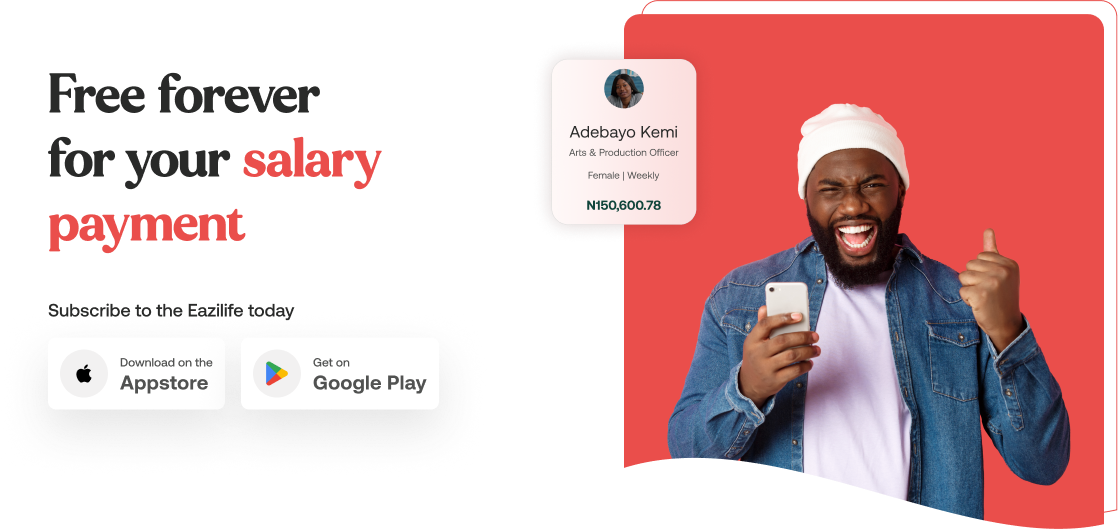 Free forever
for your salary
payment
Subscribe to the Eazilife today
Download on the
Appstore
Get on
Google Play
Adebayo Kemi
Arts & Production Officer
Female | Weekly
N150,600.78